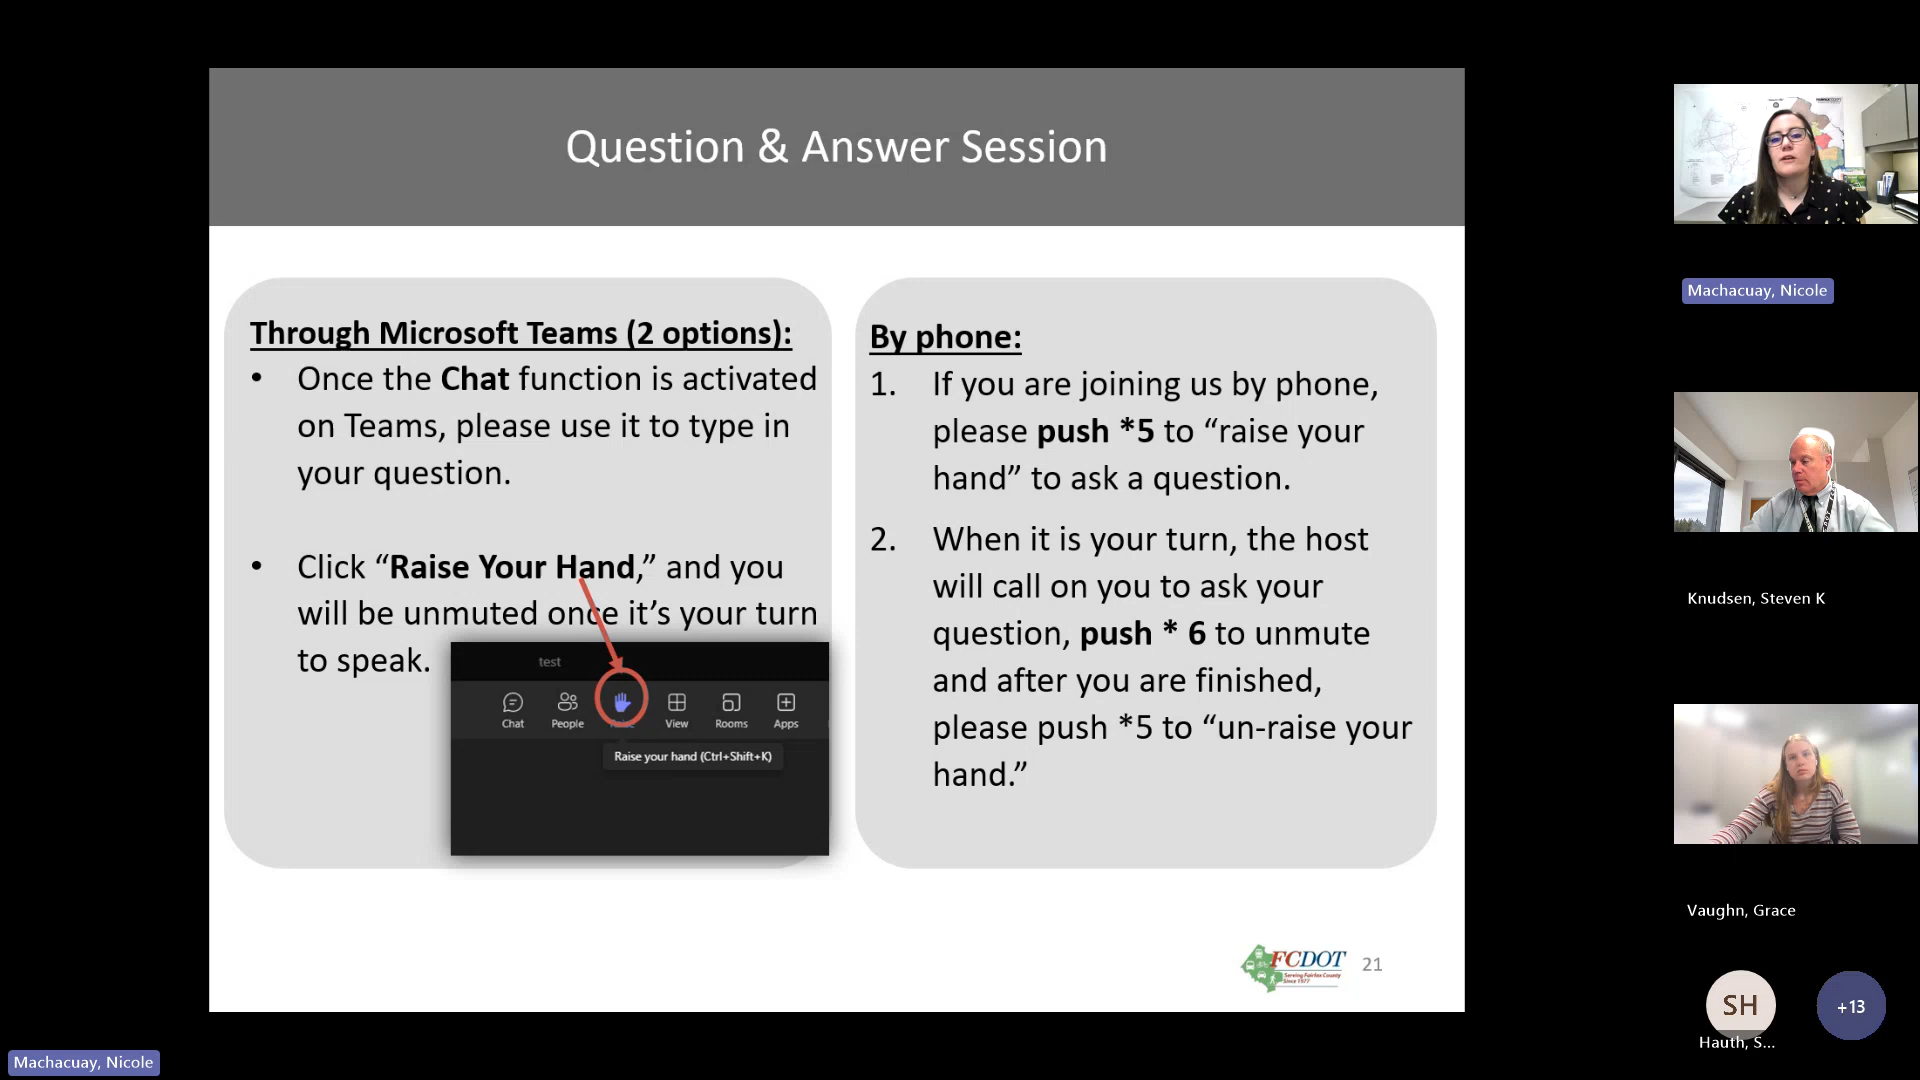 Question & Answer Session
Through Microsoft Teams (2 options):
• Once the Chat function is activated
on Teams, please use it to type in
your question.
• Click “Raise Your Hand,” and you
will be unmuted once it’s your turn
to speak.
test
Chat People Raise View Rooms Apps
Raise your hand (Ctrl+Shift+K)
By phone:
1. If you are joining us by phone,
please push *5 to “raise your
hand” to ask a question.
2. When it is your turn, the host
will call on you to ask your
question, push * 6 to unmute
and after you are finished,
please push *5 to “un-raise your
hand.”
FCDOT
Serving Fairfax County
Since 1977
21
Machacuay, Nicole
Knudsen, Steven K
Vaughn, Grace
SH
Hauth, S...
+13
Machacuay, Nicole